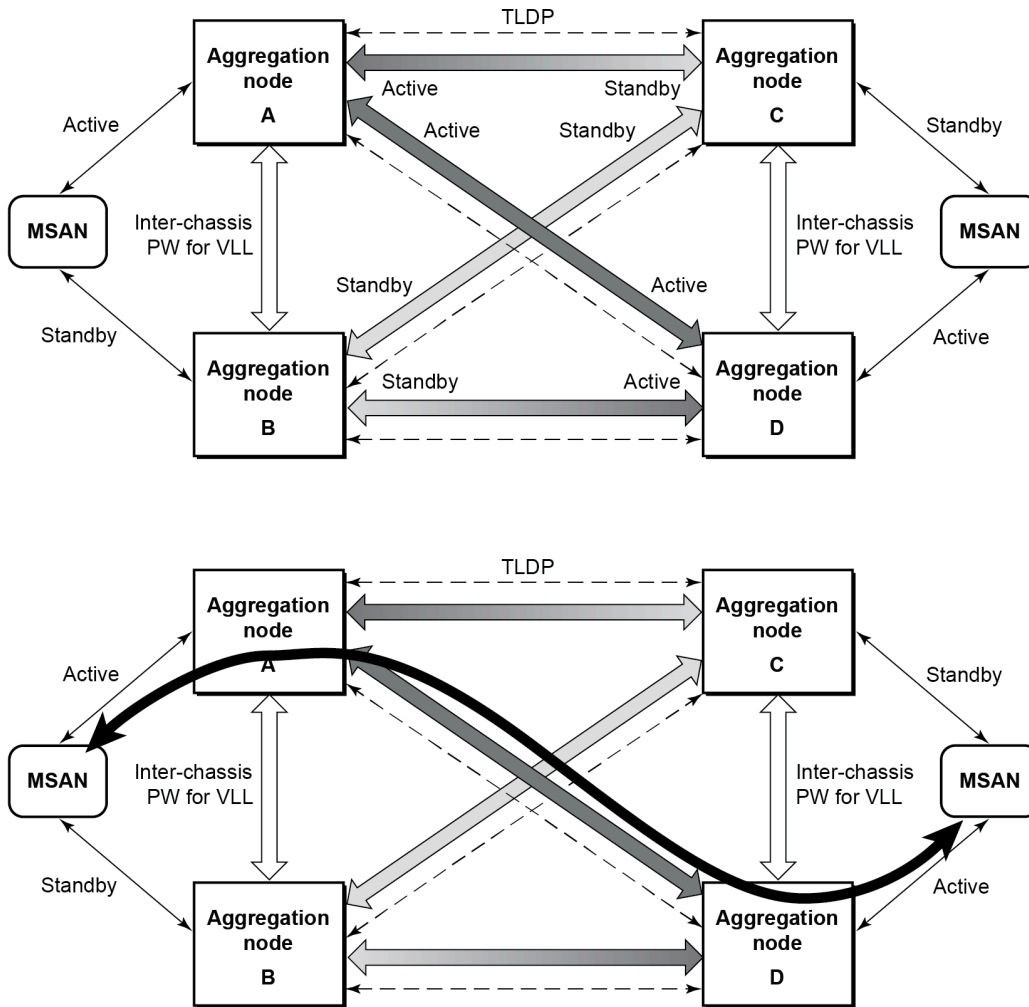 TLDP
Aggregation
node
A
Aggregation
node
C
Active
Standby
Active
Standby
Active
Standby
MSAN
Inter-chassis
PW for VLL
Inter-chassis
PW for VLL
MSAN
Standby
Active
Standby
Active
Aggregation
node
B
Standby
Active
Aggregation
node
D
TLDP
Aggregation
node
A
Aggregation
node
C
Active
Standby
MSAN
Inter-chassis
PW for VLL
Inter-chassis
PW for VLL
MSAN
Standby
Active
Aggregation
node
B
Aggregation
node
D